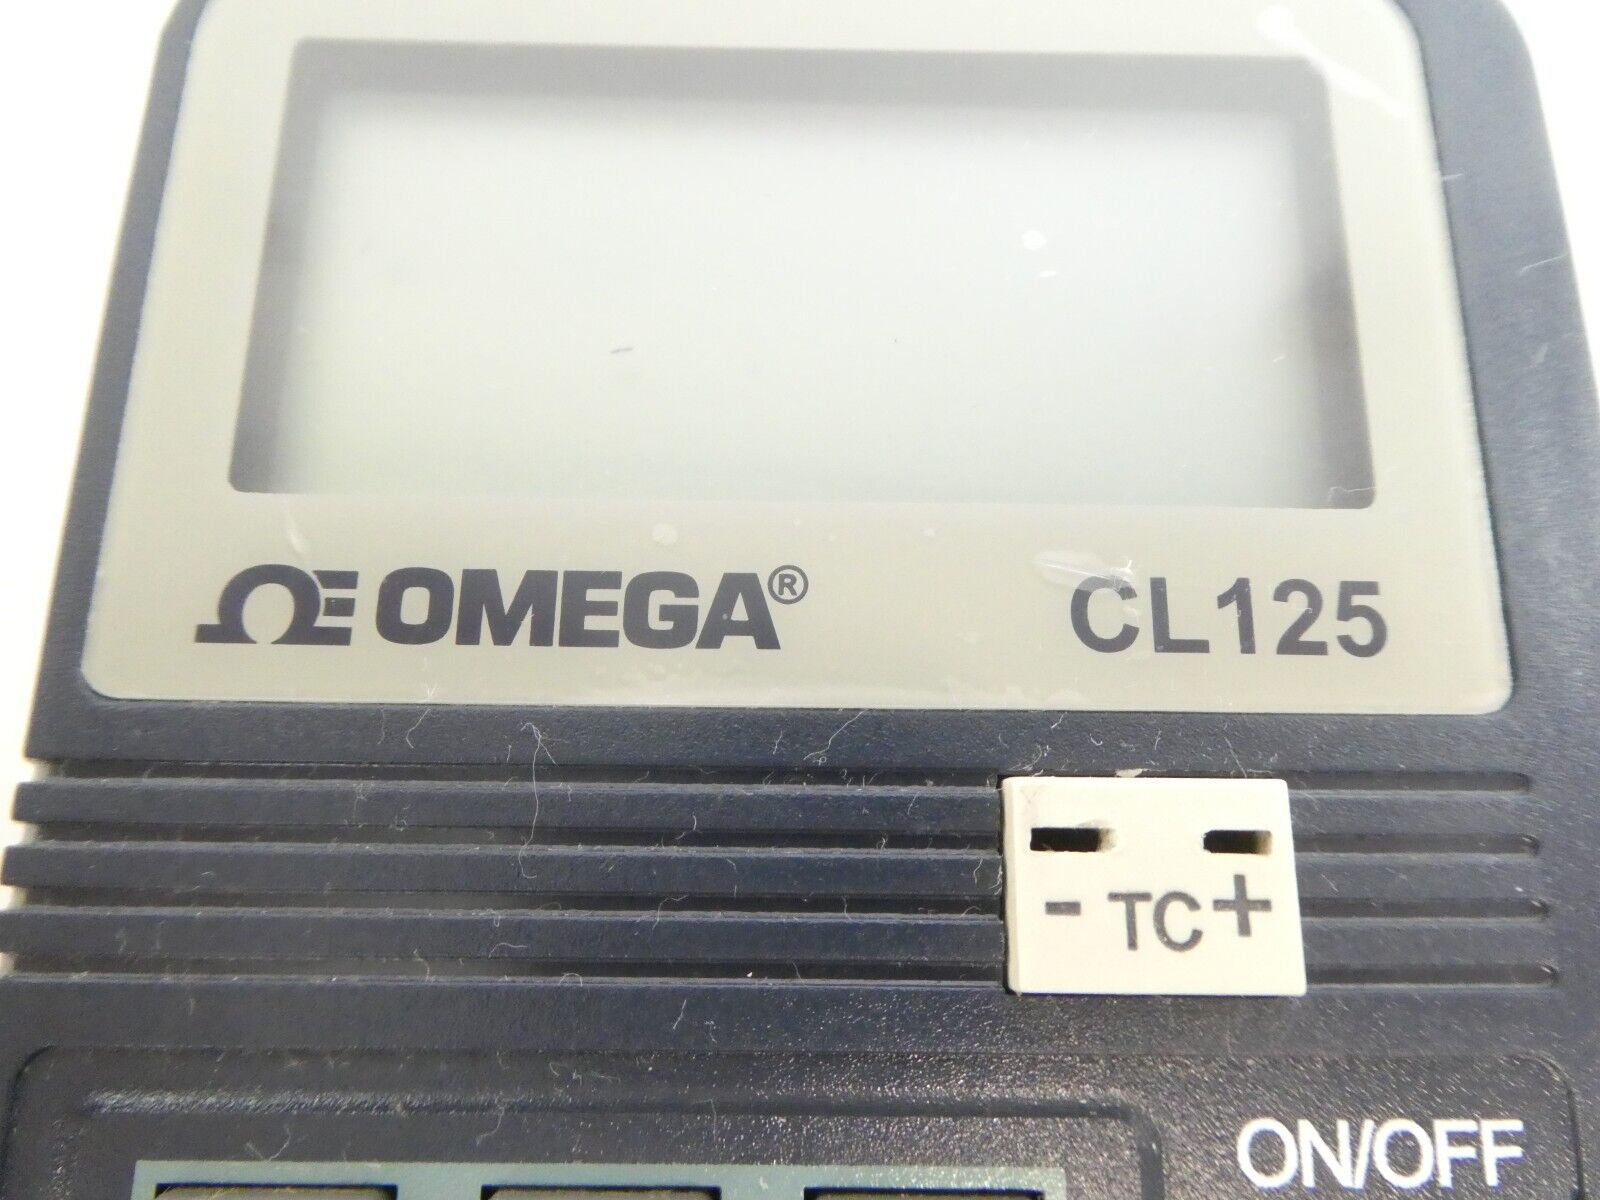 ΩE OMEGA® CL125
- TC +
ON/OFF